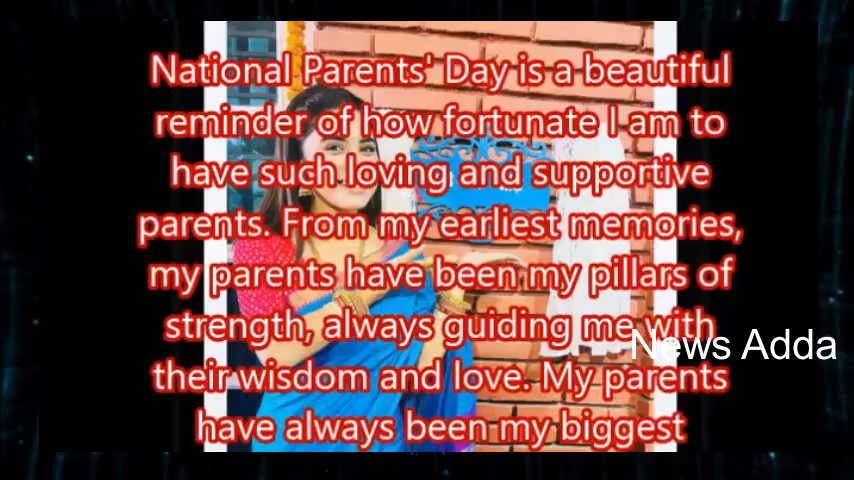 National Parents' Day is a beautiful
reminder of how fortunate I am to
have such loving and supportive
parents. From my earliest memories,
my parents have been my pillars of
strength, always guiding me with
their wisdom and love. My parents
have always been my biggest
News Adda